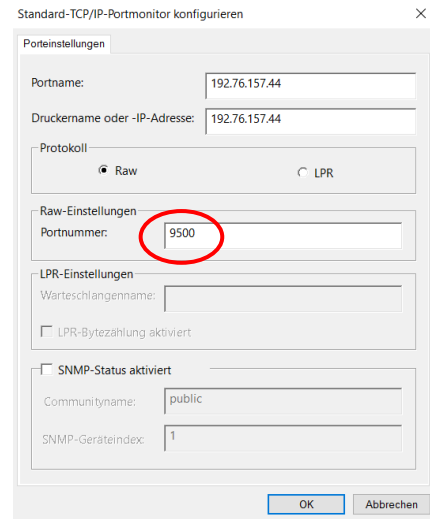 Standard-TCP/IP-Portmonitor konfigurieren
Porteinstellungen
Portname: 192.76.157.44
Druckername oder -IP-Adresse: 192.76.157.44
Protokoll
Raw LPR
Raw-Einstellungen
Portnummer: 9500
LPR-Einstellungen
Warteschlangenname:
LPR-Bytezählung aktiviert
SNMP-Status aktiviert
Communityname: public
SNMP-Geräteindex: 1
OK Abbrechen